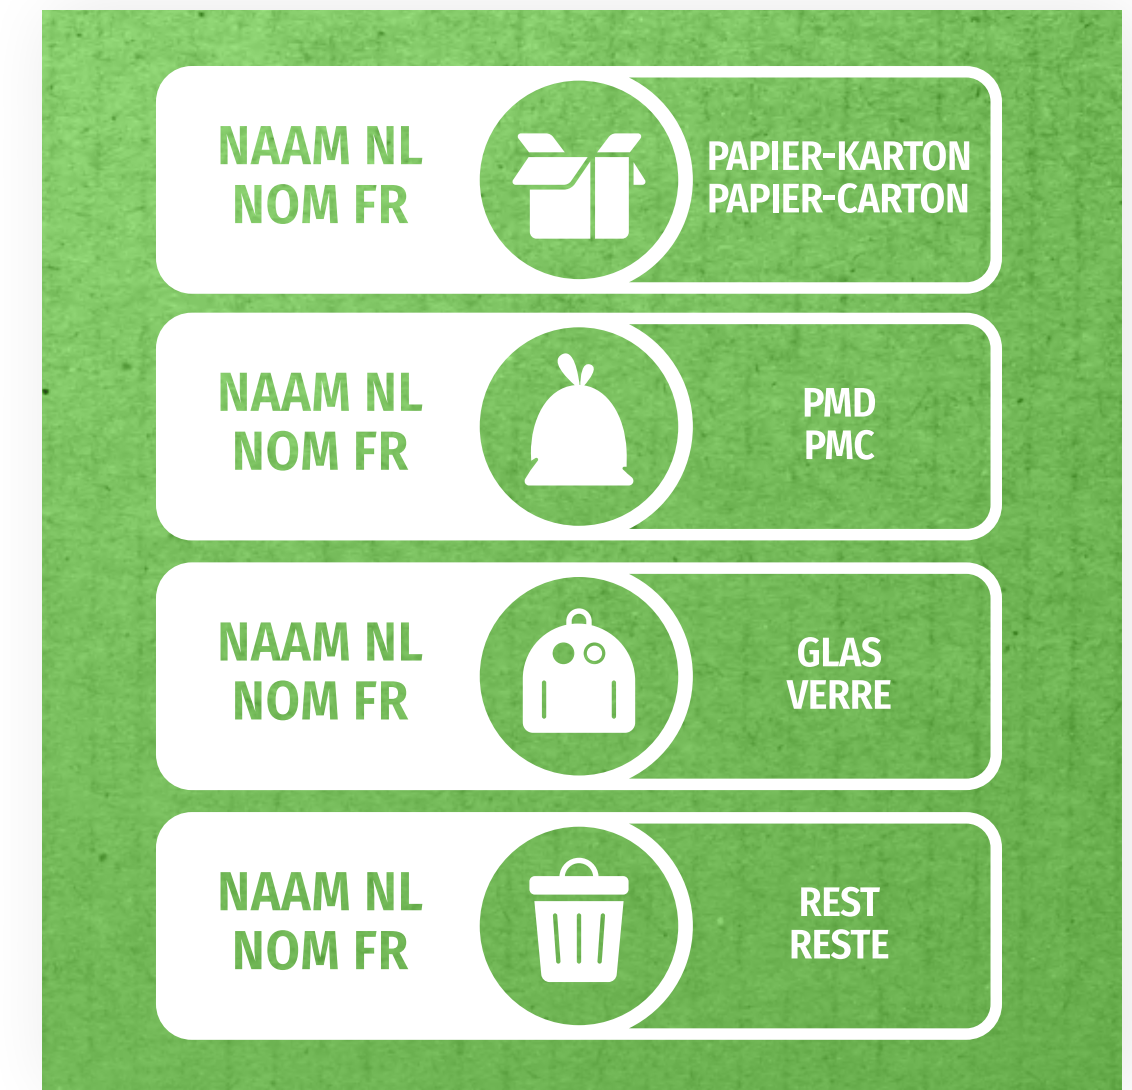 NAAM NL
NOM FR
PAPIER-KARTON
PAPIER-CARTON
NAAM NL
NOM FR
PMD
PMC
NAAM NL
NOM FR
GLAS
VERRE
NAAM NL
NOM FR
REST
RESTE